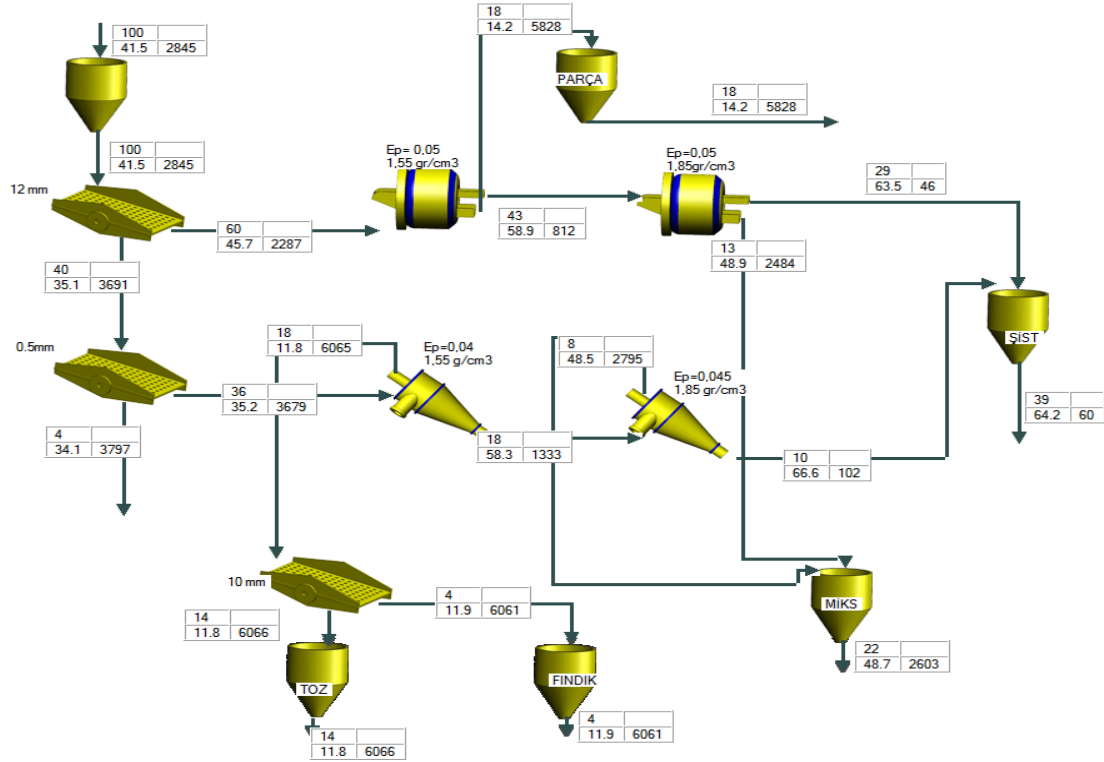 100
41.5 2845
18
14.2 5828
PARÇA
18
14.2 5828
100
41.5 2845
12 mm
Ep= 0,05
1,55 gr/cm3
Ep=0,05
1,85gr/cm3
29
63.5 46
60
45.7 2287
43
58.9 812
13
48.9 2484
40
35.1 3691
ŞİST
0.5mm
18
11.8 6065
Ep=0,04
1,55 g/cm3
8
48.5 2795
Ep=0,045
1,85 gr/cm3
36
35.2 3679
39
64.2 60
4
34.1 3797
18
58.3 1333
10
66.6 102
10 mm
4
11.9 6061
MİKS
14
11.8 6066
22
48.7 2603
TOZ
FINDIK
14
11.8 6066
4
11.9 6061